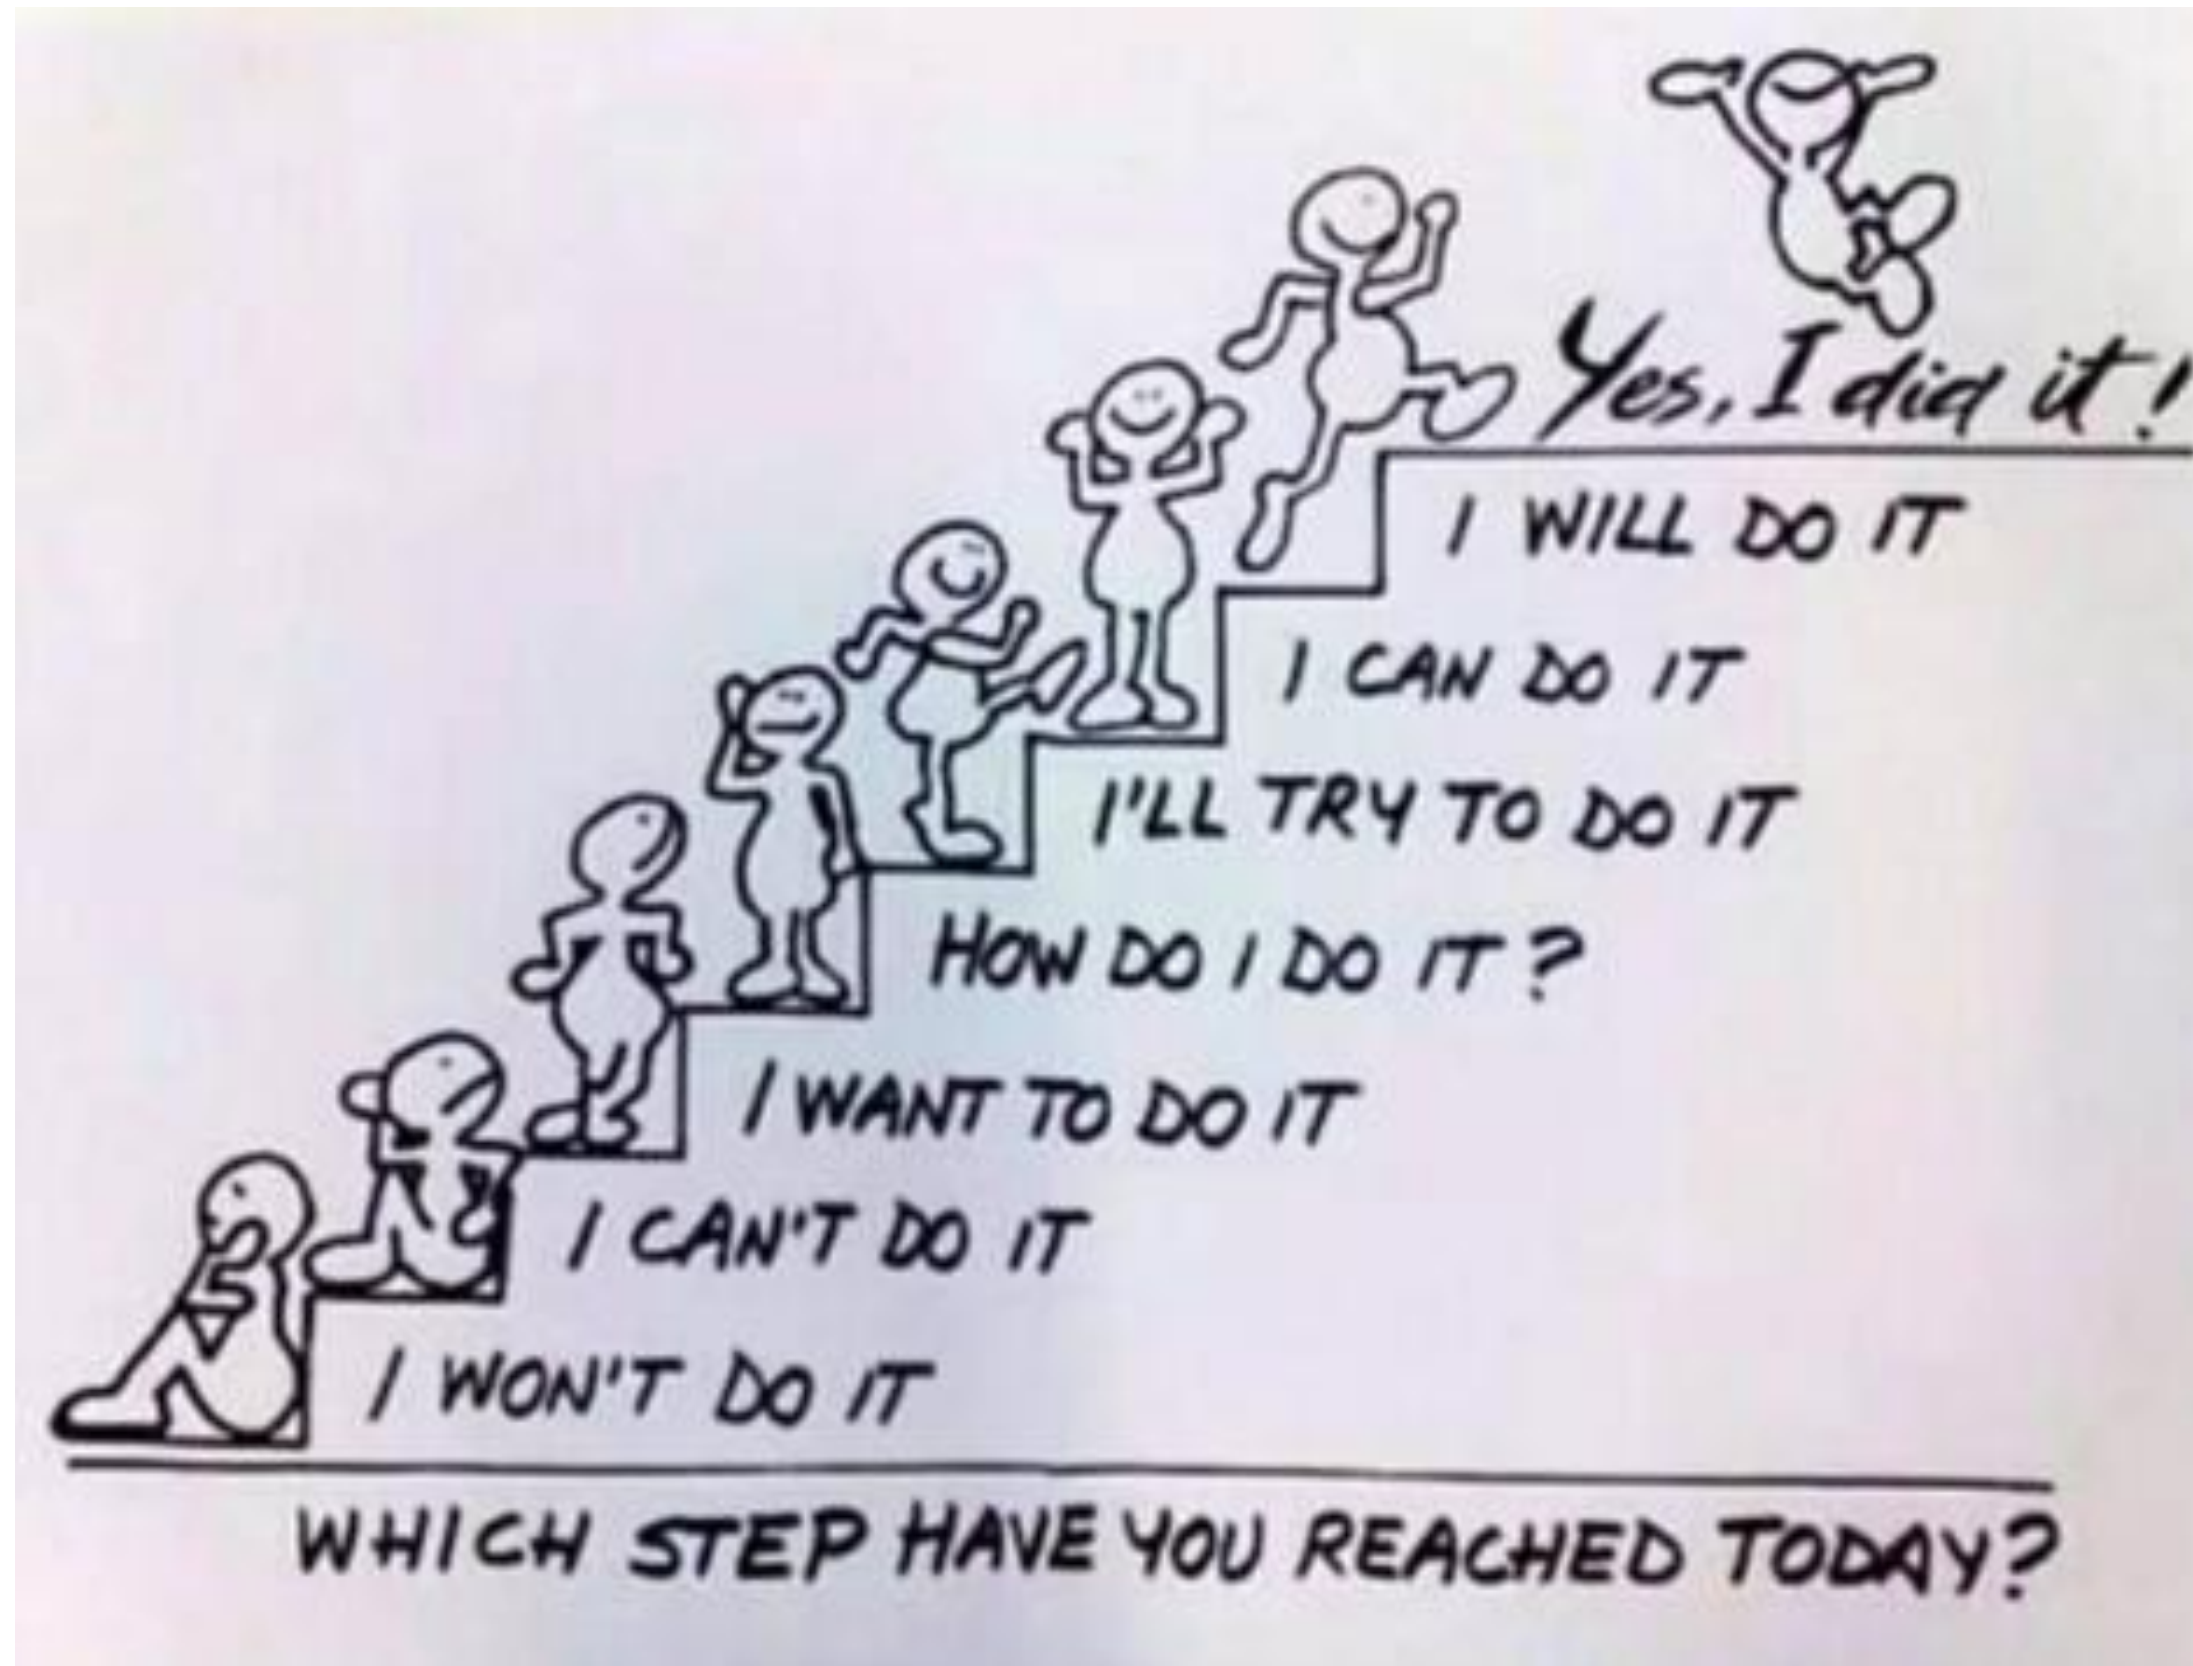 Yes, I did it!
I WILL DO IT
I CAN DO IT
I'LL TRY TO DO IT
HOW DO I DO IT?
I WANT TO DO IT
I CAN'T DO IT
I WON'T DO IT
WHICH STEP HAVE YOU REACHED TODAY?